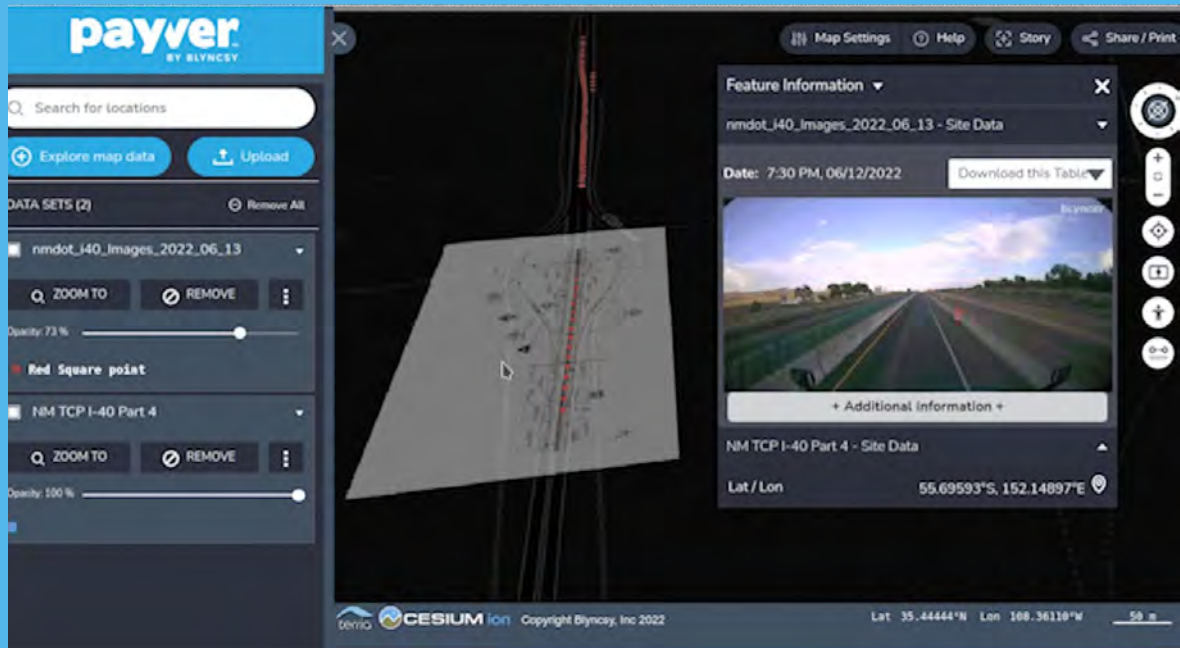 payver
BY BLYNCSY
Search for locations
Explore map data
Upload
DATA SETS (2)
Remove All
nmdot_i40_Images_2022_06_13
ZOOM TO
REMOVE
Opacity: 73 %
Red Square point
NM TCP I-40 Part 4
ZOOM TO
REMOVE
Opacity: 100 %
Map Settings
Help
Story
Share / Print
Feature Information
nmdot_i40_Images_2022_06_13 - Site Data
Date: 7:30 PM, 06/12/2022
Download this Table
blyncsy
+ Additional Information +
NM TCP I-40 Part 4 - Site Data
Lat / Lon
55.69593°S, 152.14897°E
terria
CESIUM ion
Copyright Blyncsy, Inc 2022
Lat 35.44444°N Lon 108.36110°W
50 m